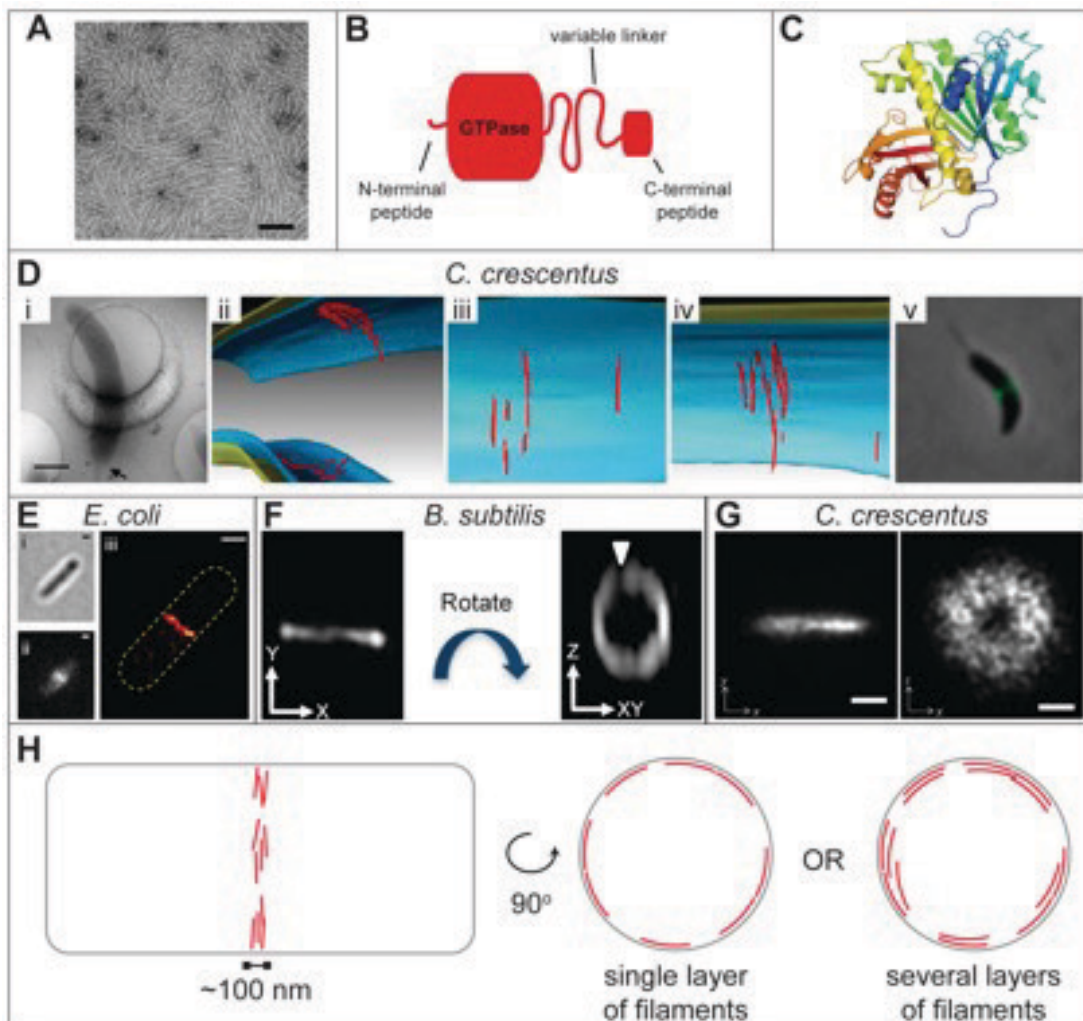 A
B
variable linker
GTPase
N-terminal
peptide
C-terminal
peptide
C
D
C. crescentus
i
ii
iii
iv
v
E
E. coli
i
ii
iii
F
B. subtilis
Y
X
Rotate
Z
XY
G
C. crescentus
H
~100 nm
90°
single layer
of filaments
OR
several layers
of filaments